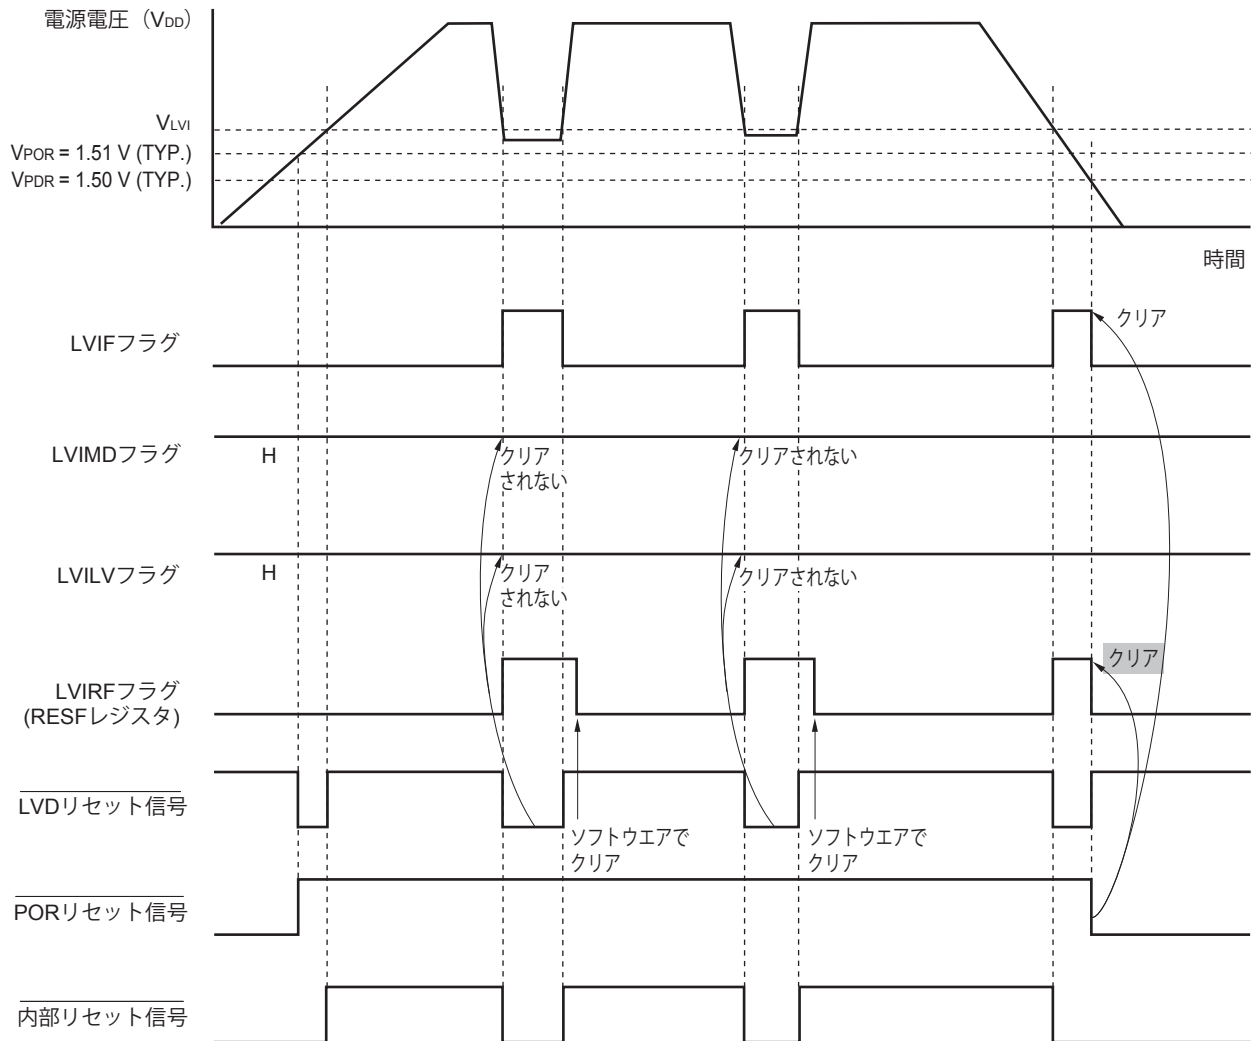 電源電圧（VDD）
VLVI
VPOR = 1.51 V (TYP.)
VPDR = 1.50 V (TYP.)
時間
LVIFフラグ
クリア
LVIMDフラグ
H
クリア
されない
クリアされない
LVILVフラグ
H
クリア
されない
クリアされない
LVIRFフラグ
(RESFレジスタ)
クリア
LVDリセット信号
ソフトウエアで
クリア
ソフトウエアで
クリア
PORリセット信号
内部リセット信号